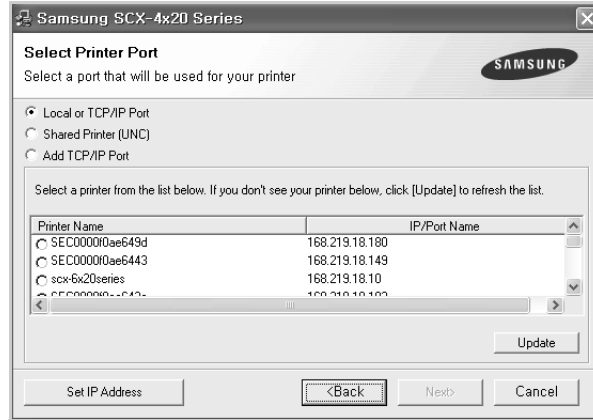 Samsung SCX-4x20 Series
Select Printer Port
Select a port that will be used for your printer
SAMSUNG
Local or TCP/IP Port
Shared Printer (UNC)
Add TCP/IP Port
Select a printer from the list below. If you don't see your printer below, click [Update] to refresh the list.
Printer Name IP/Port Name
SEC0000f0ae649d 168.219.18.180
SEC0000f0ae6443 168.219.18.149
scx-6x20series 168.219.18.10
Update
Set IP Address <Back Next> Cancel